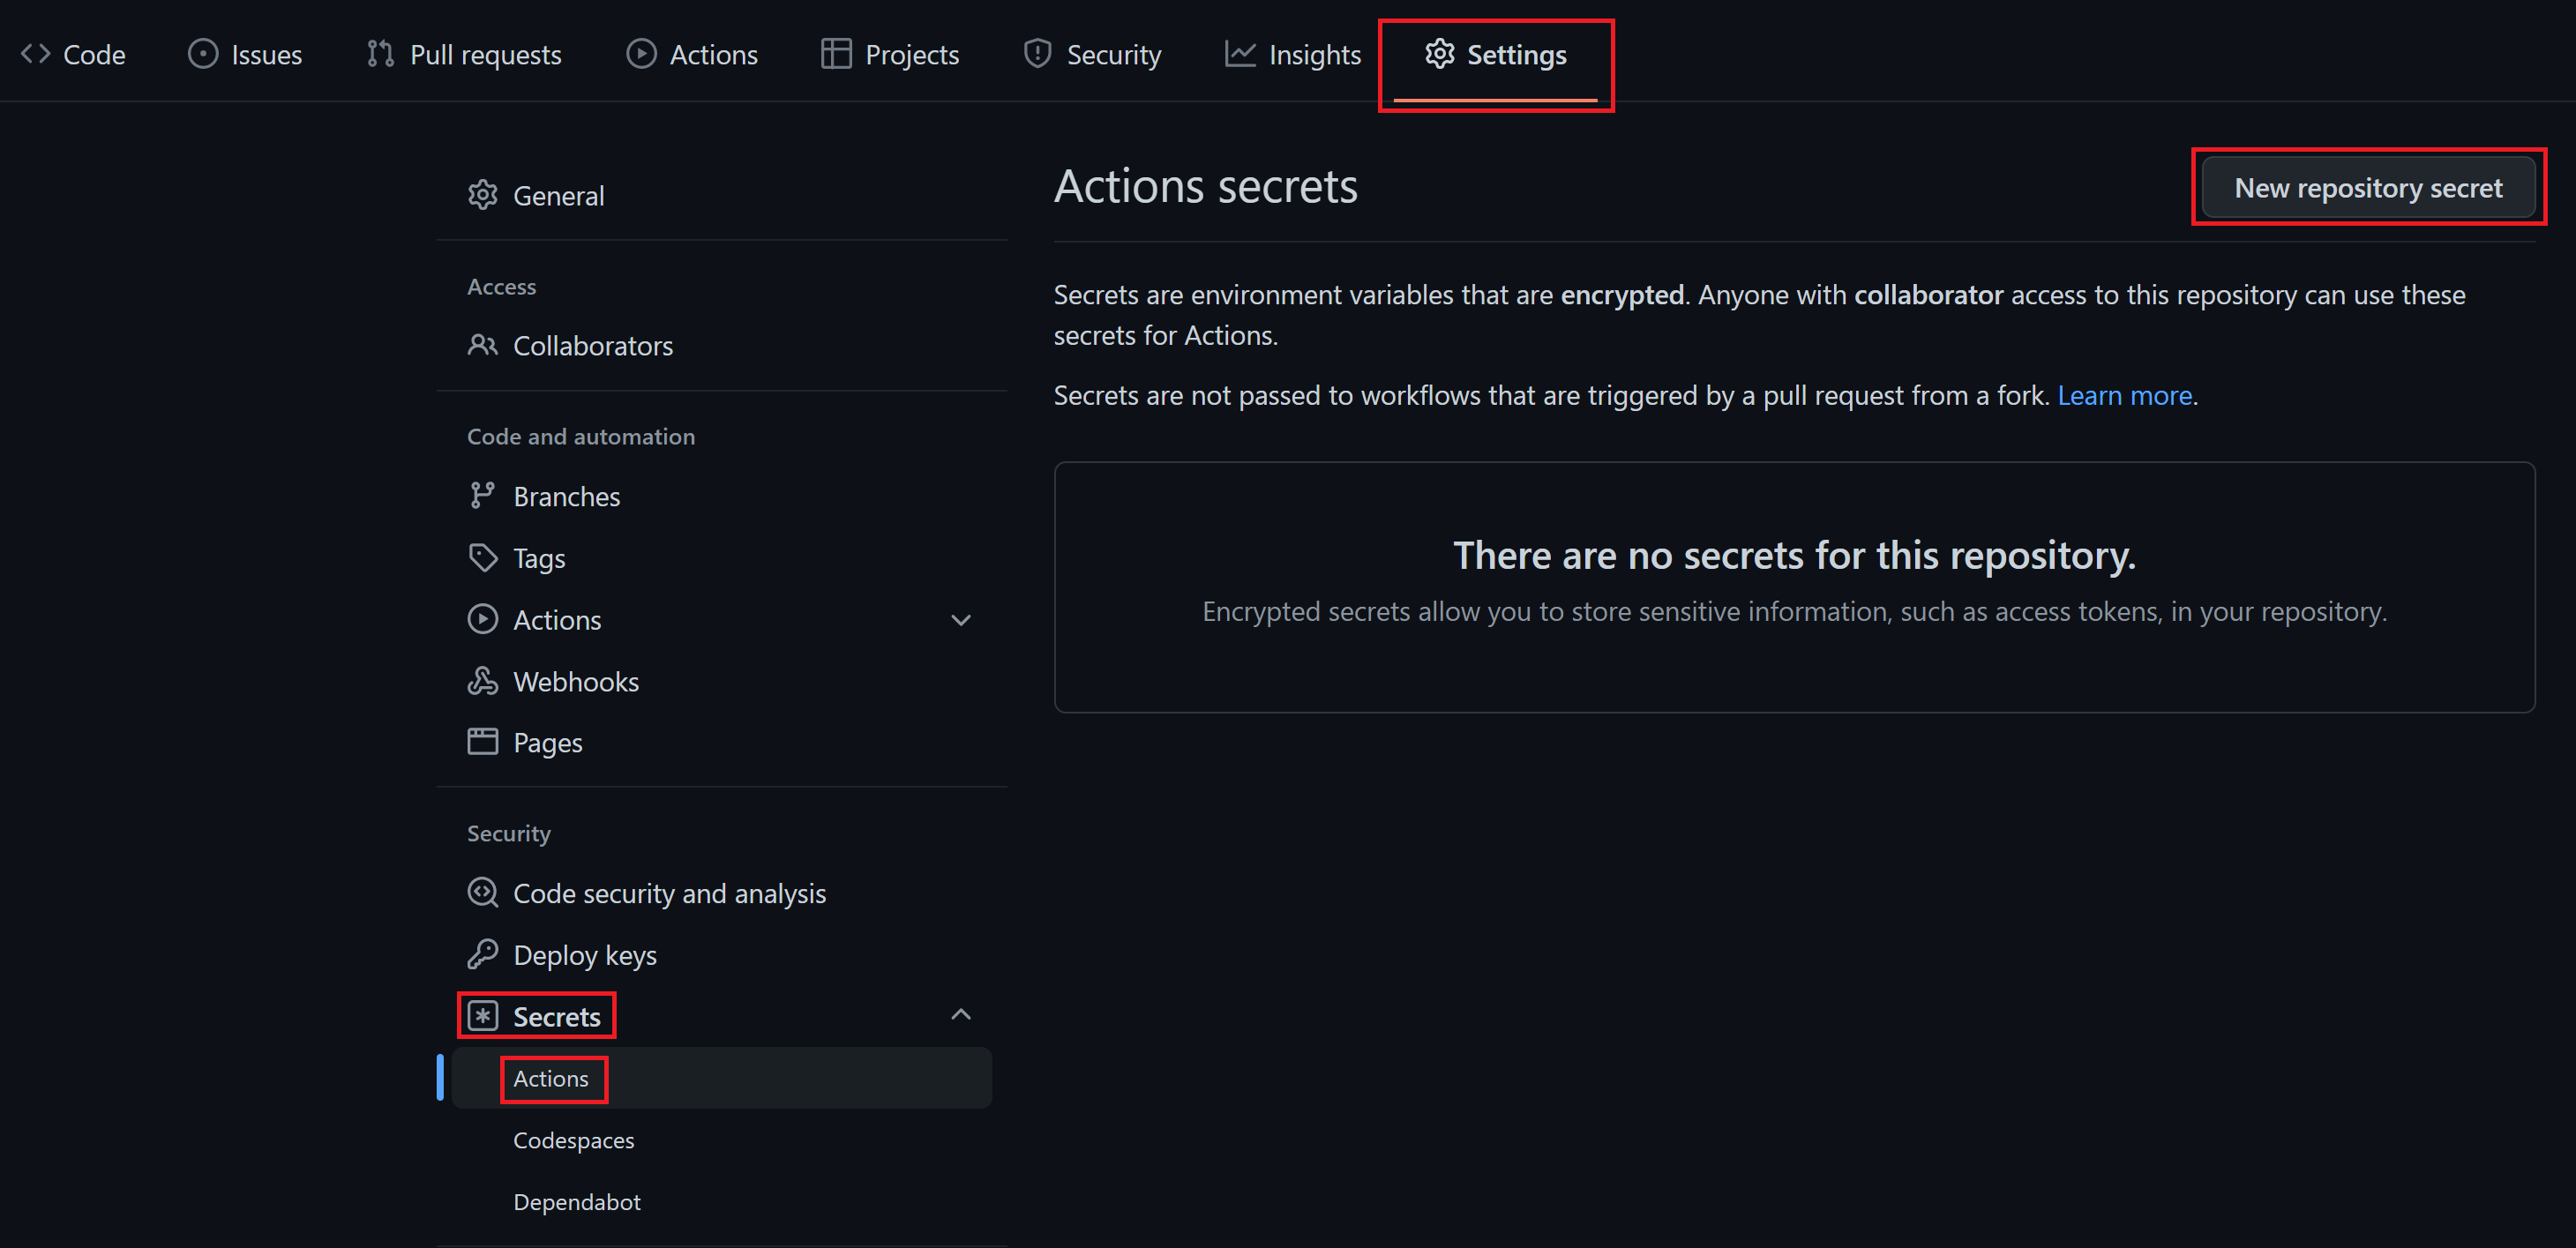 Code Issues Pull requests Actions Projects Security Insights Settings
General
Access
Collaborators
Code and automation
Branches
Tags
Actions
Webhooks
Pages
Security
Code security and analysis
Deploy keys
Secrets
Actions
Codespaces
Dependabot
Actions secrets
New repository secret
Secrets are environment variables that are encrypted. Anyone with collaborator access to this repository can use these
secrets for Actions.
Secrets are not passed to workflows that are triggered by a pull request from a fork. Learn more.
There are no secrets for this repository.
Encrypted secrets allow you to store sensitive information, such as access tokens, in your repository.